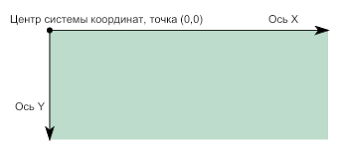 Центр системы координат, точка (0,0)
Ось X
Ось Y